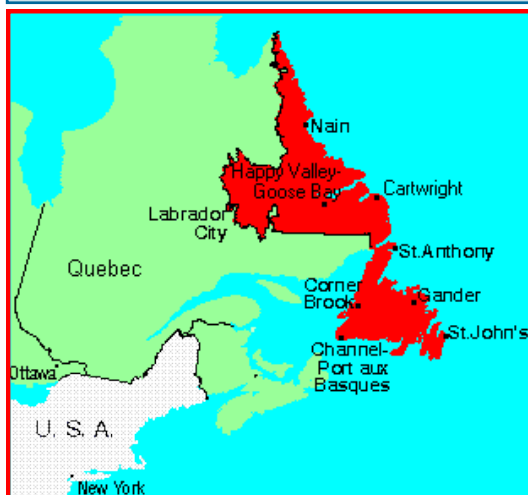 Nain
Happy Valley-
Goose Bay
Cartwright
Labrador
City
St.Anthony
Quebec
Corner
Brook
Gander
St.John's
Channel-
Port aux
Basques
Ottawa
U. S. A.
New York